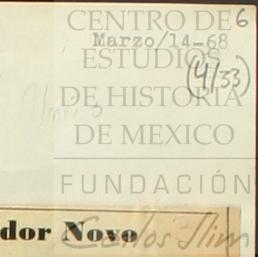 CENTRO DE 6
Marzo/14-68
ESTUDIOS
(4/33)
DE HISTORIA
DE MEXICO
FUNDACIÓN
Carlos Slim
dor Novo